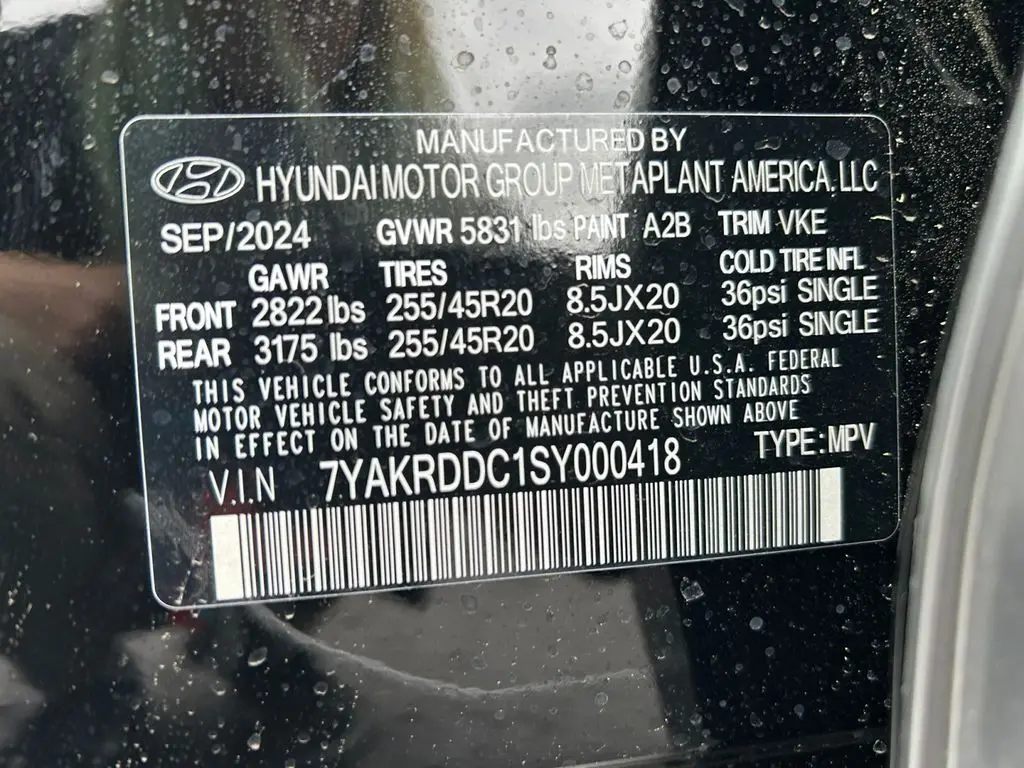 MANUFACTURED BY
HYUNDAI MOTOR GROUP METAPLANT AMERICA, LLC
SEP/2024 GVWR 5831 lbs PAINT A2B TRIM VKE
GAWR TIRES RIMS COLD TIRE INFL
FRONT 2822 lbs 255/45R20 8.5JX20 36psi SINGLE
REAR 3175 lbs 255/45R20 8.5JX20 36psi SINGLE
THIS VEHICLE CONFORMS TO ALL APPLICABLE U.S.A. FEDERAL
MOTOR VEHICLE SAFETY AND THEFT PREVENTION STANDARDS
IN EFFECT ON THE DATE OF MANUFACTURE SHOWN ABOVE
V.I.N 7YAKRDDC1SY000418 TYPE:MPV